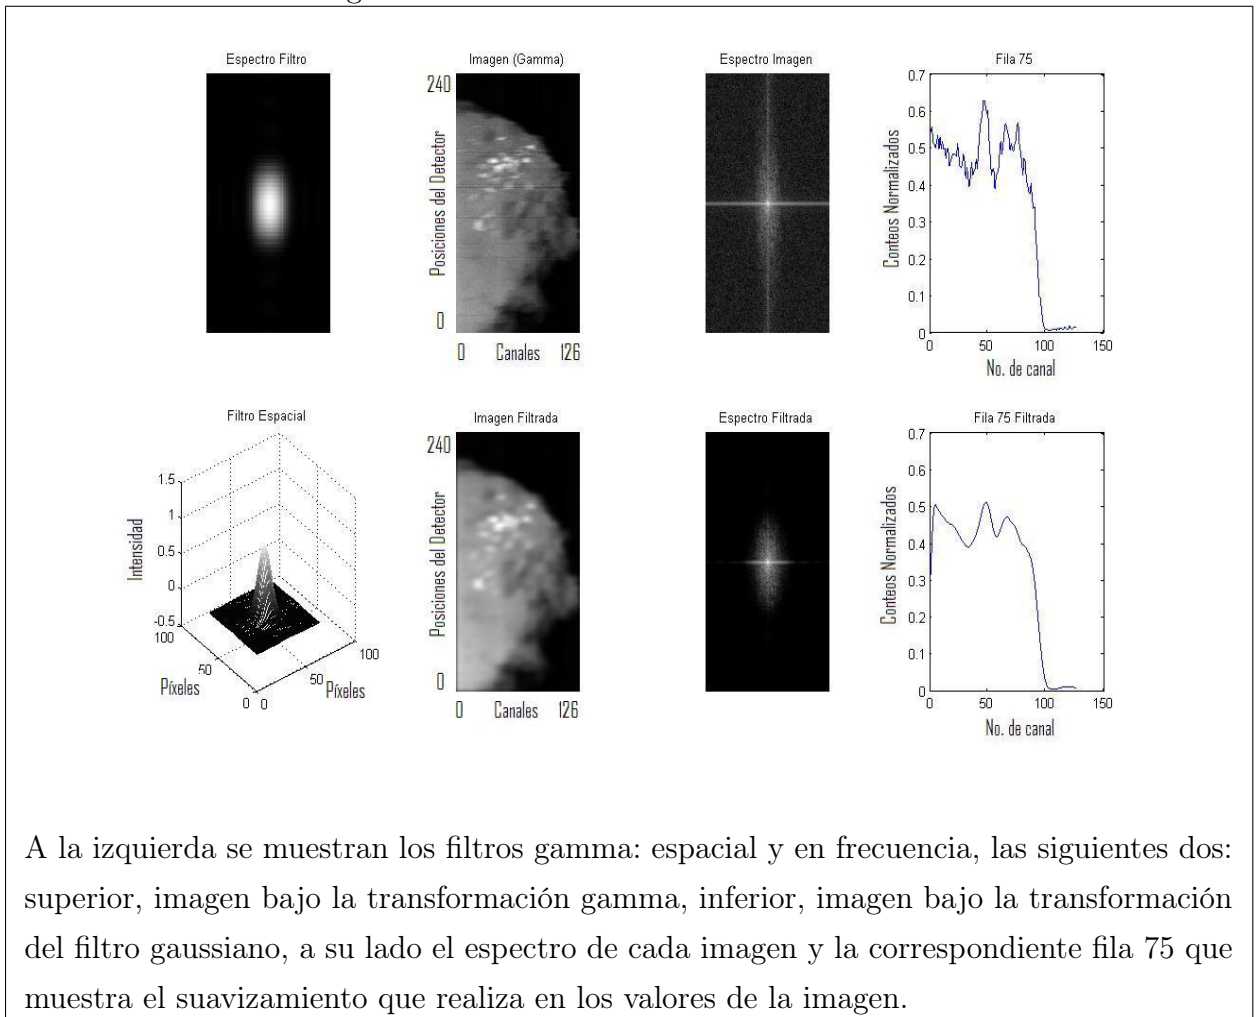 Espectro Filtro
Imagen (Gamma)
240
Posiciones del Detector
0
0 Canales 126
Espectro Imagen
Fila 75
0.7
0.6
0.5
0.4
0.3
0.2
0.1
0
Conteos Normalizados
0 50 100 150
No. de canal
Filtro Espacial
1.5
1
0.5
0
-0.5
Intensidad
100
50
0
Píxeles
0
50
100
Píxeles
Imagen Filtrada
240
Posiciones del Detector
0
0 Canales 126
Espectro Filtrada
Fila 75 Filtrada
0.7
0.6
0.5
0.4
0.3
0.2
0.1
0
Conteos Normalizados
0 50 100 150
No. de canal
A la izquierda se muestran los filtros gamma: espacial y en frecuencia, las siguientes dos:
superior, imagen bajo la transformación gamma, inferior, imagen bajo la transformación
del filtro gaussiano, a su lado el espectro de cada imagen y la correspondiente fila 75 que
muestra el suavizamiento que realiza en los valores de la imagen.